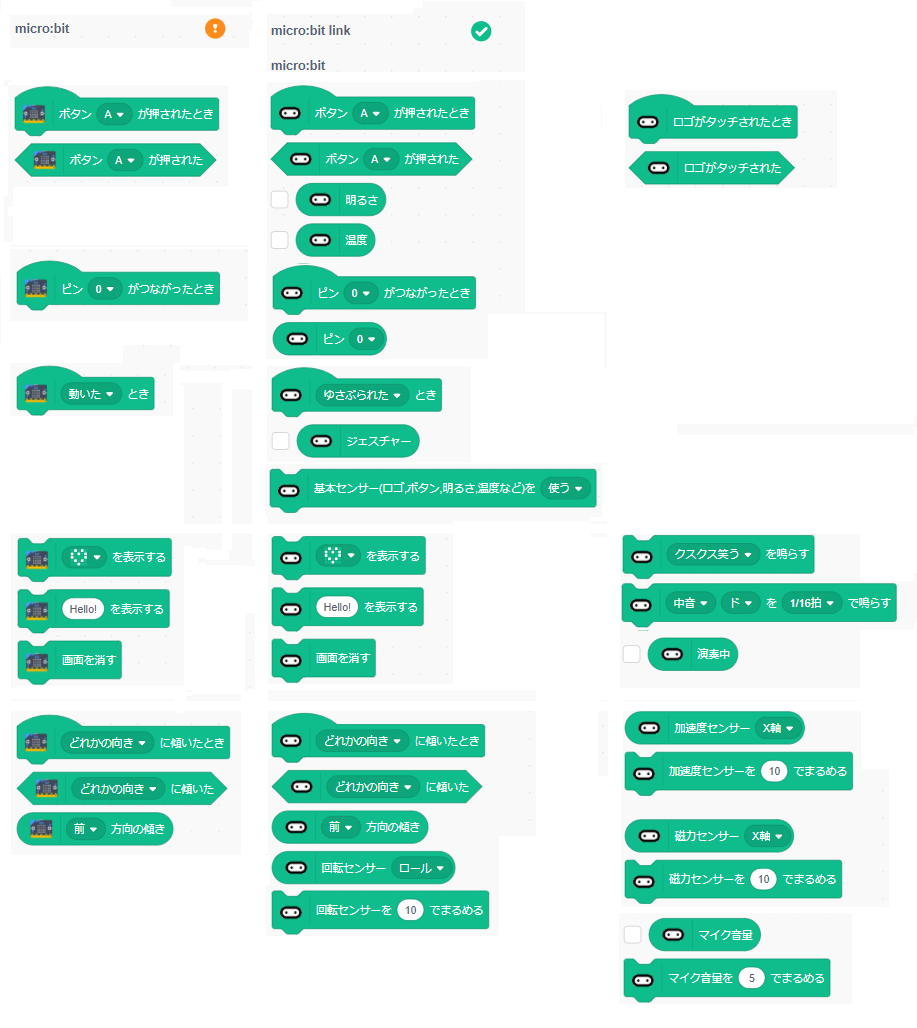 micro:bit
!
ボタン A ▼ が押されたとき
ボタン A ▼ が押された
ピン 0 ▼ がつながったとき
動いた ▼ とき
▼ を表示する
Hello! を表示する
画面を消す
どれかの向き ▼ に傾いたとき
どれかの向き ▼ に傾いた
前 ▼ 方向の傾き
micro:bit link
micro:bit
ボタン A ▼ が押されたとき
ボタン A ▼ が押された
明るさ
温度
ピン 0 ▼ がつながったとき
ピン 0 ▼
ゆさぶられた ▼ とき
ジェスチャー
基本センサー(ロゴ,ボタン,明るさ,温度など)を 使う ▼
▼ を表示する
Hello! を表示する
画面を消す
どれかの向き ▼ に傾いたとき
どれかの向き ▼ に傾いた
前 ▼ 方向の傾き
回転センサー ロール ▼
回転センサーを 10 でまるめる
ロゴがタッチされたとき
ロゴがタッチされた
クスクス笑う ▼ を鳴らす
中音 ▼ ド ▼ を 1/16拍 ▼ で鳴らす
演奏中
加速度センサー X軸 ▼
加速度センサーを 10 でまるめる
磁力センサー X軸 ▼
磁力センサーを 10 でまるめる
マイク音量
マイク音量を 5 でまるめる